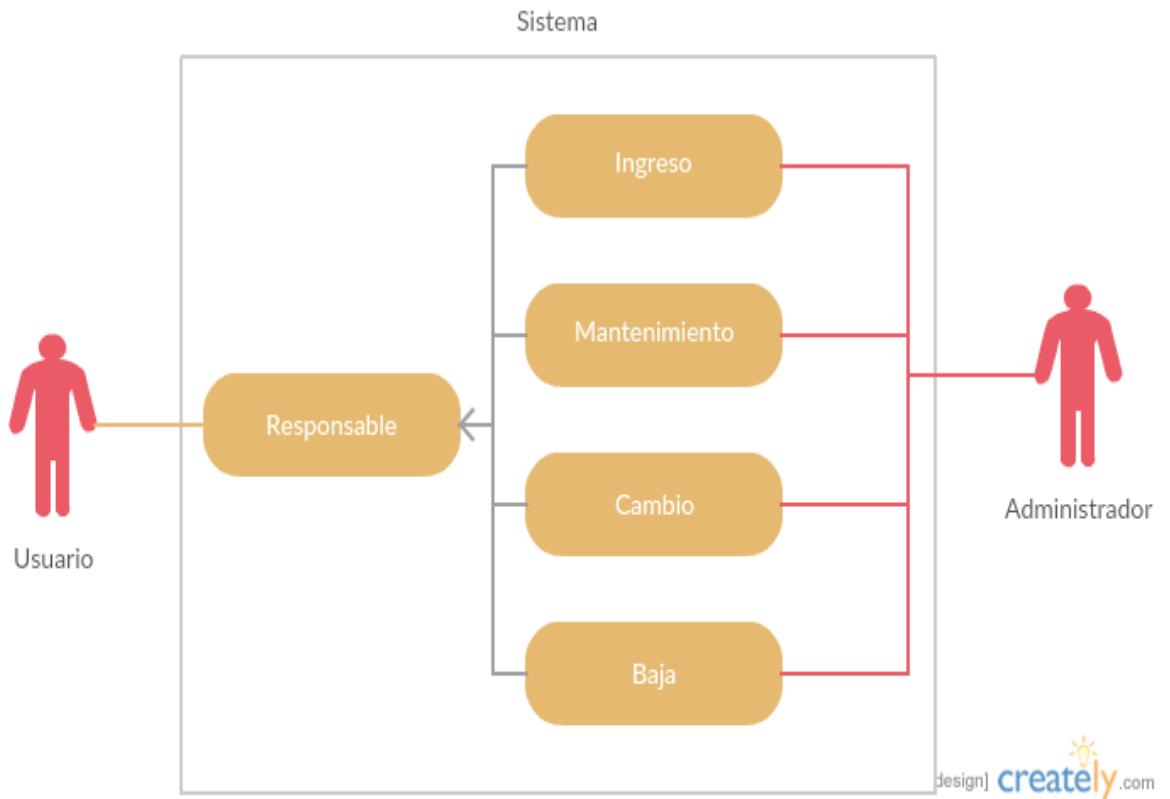 Sistema
Ingreso
Mantenimiento
Responsable
Cambio
Administrador
Usuario
Baja
design] creately.com